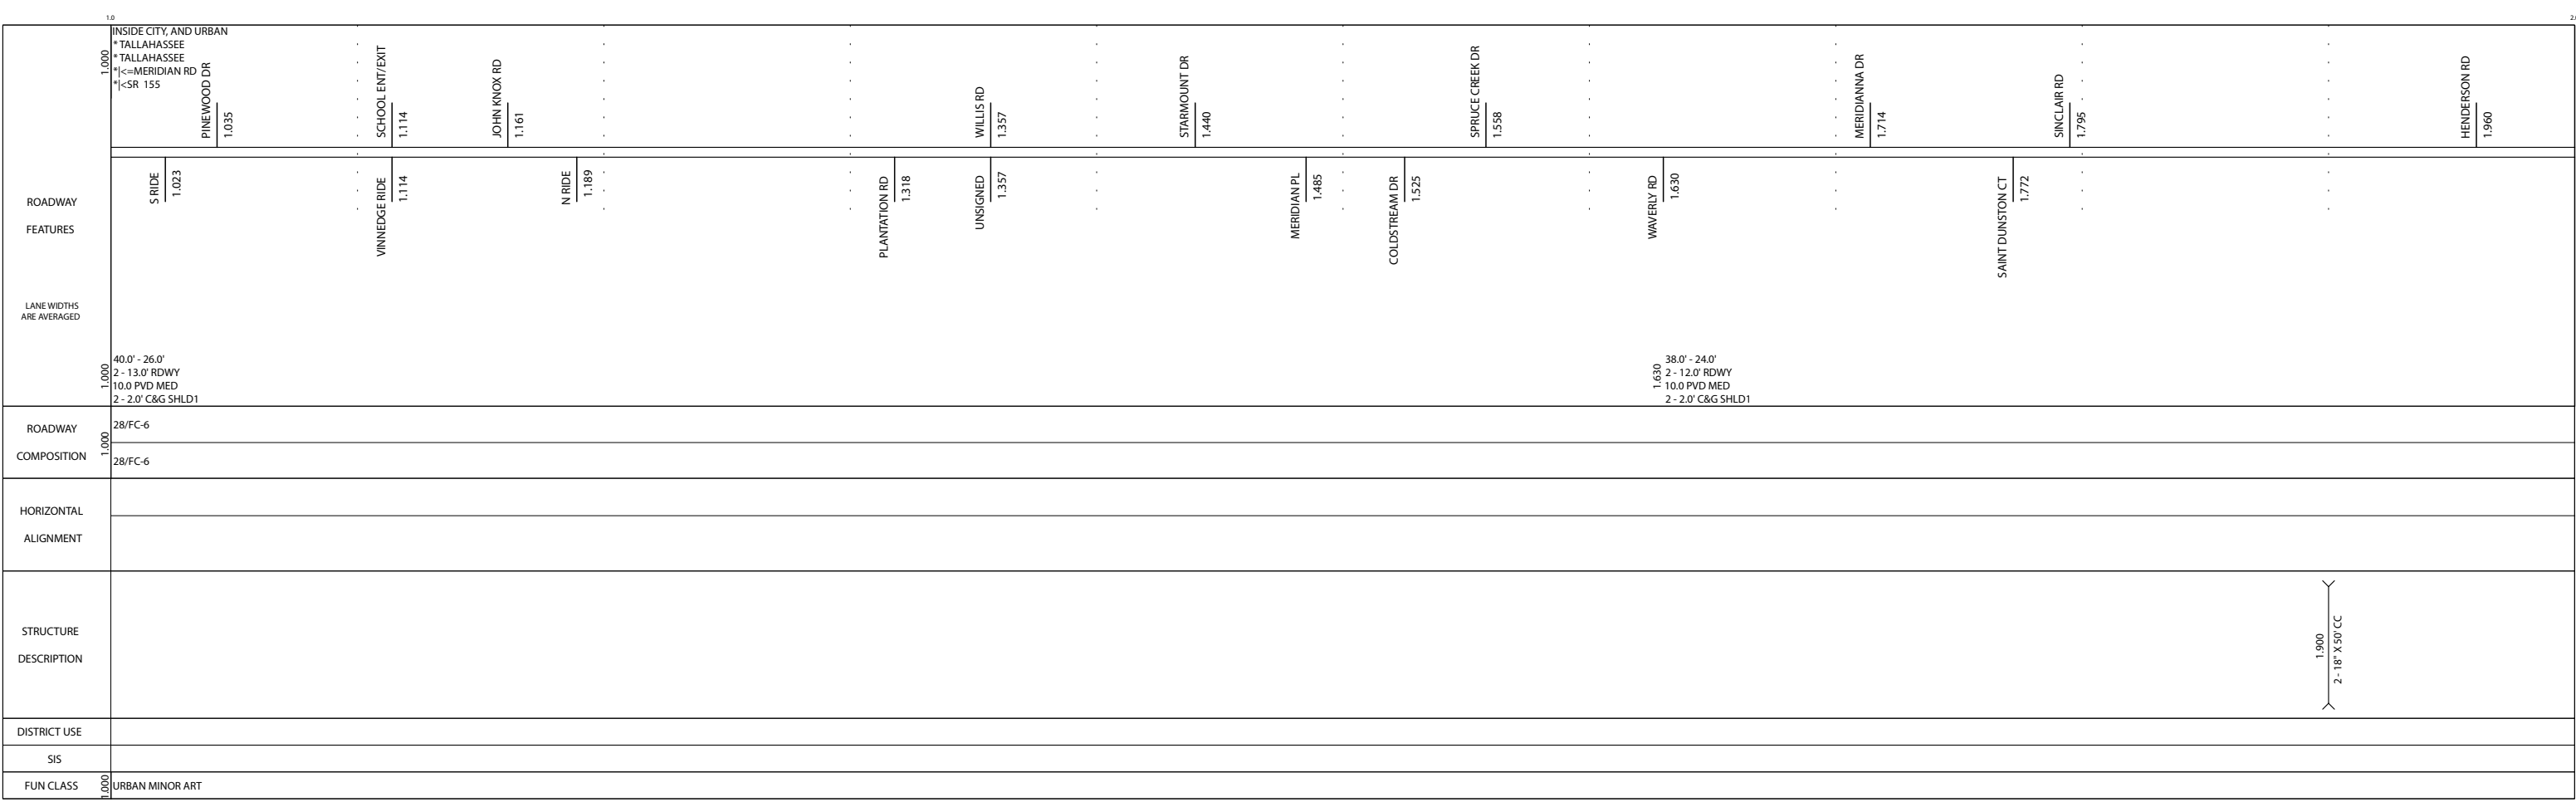 1.0
2.
INSIDE CITY, AND URBAN
* TALLAHASSEE
* TALLAHASSEE
*|<=MERIDIAN RD
*|<SR 155
1.000
PINEWOOD DR
1.035
SCHOOL ENT/EXIT
1.114
JOHN KNOX RD
1.161
WILLIS RD
1.357
STARMOUNT DR
1.440
SPRUCE CREEK DR
1.558
MERIDIANNA DR
1.714
SINCLAIR RD
1.795
HENDERSON RD
1.960
S RIDE
1.023
VINNEDGE RIDE
1.114
N RIDE
1.189
PLANTATION RD
1.318
UNSIGNED
1.357
MERIDIAN PL
1.485
COLDSTREAM DR
1.525
WAVERLY RD
1.630
SAINT DUNSTON CT
1.772
ROADWAY
FEATURES
LANE WIDTHS
ARE AVERAGED
1.000
40.0' - 26.0'
2 - 13.0' RDWY
10.0 PVD MED
2 - 2.0' C&G SHLD1
1.630
38.0' - 24.0'
2 - 12.0' RDWY
10.0 PVD MED
2 - 2.0' C&G SHLD1
ROADWAY
COMPOSITION
1.000
28/FC-6
28/FC-6
HORIZONTAL
ALIGNMENT
STRUCTURE
DESCRIPTION
1.900
2 - 18" X 50' CC
DISTRICT USE
SIS
FUN CLASS
1.000
URBAN MINOR ART